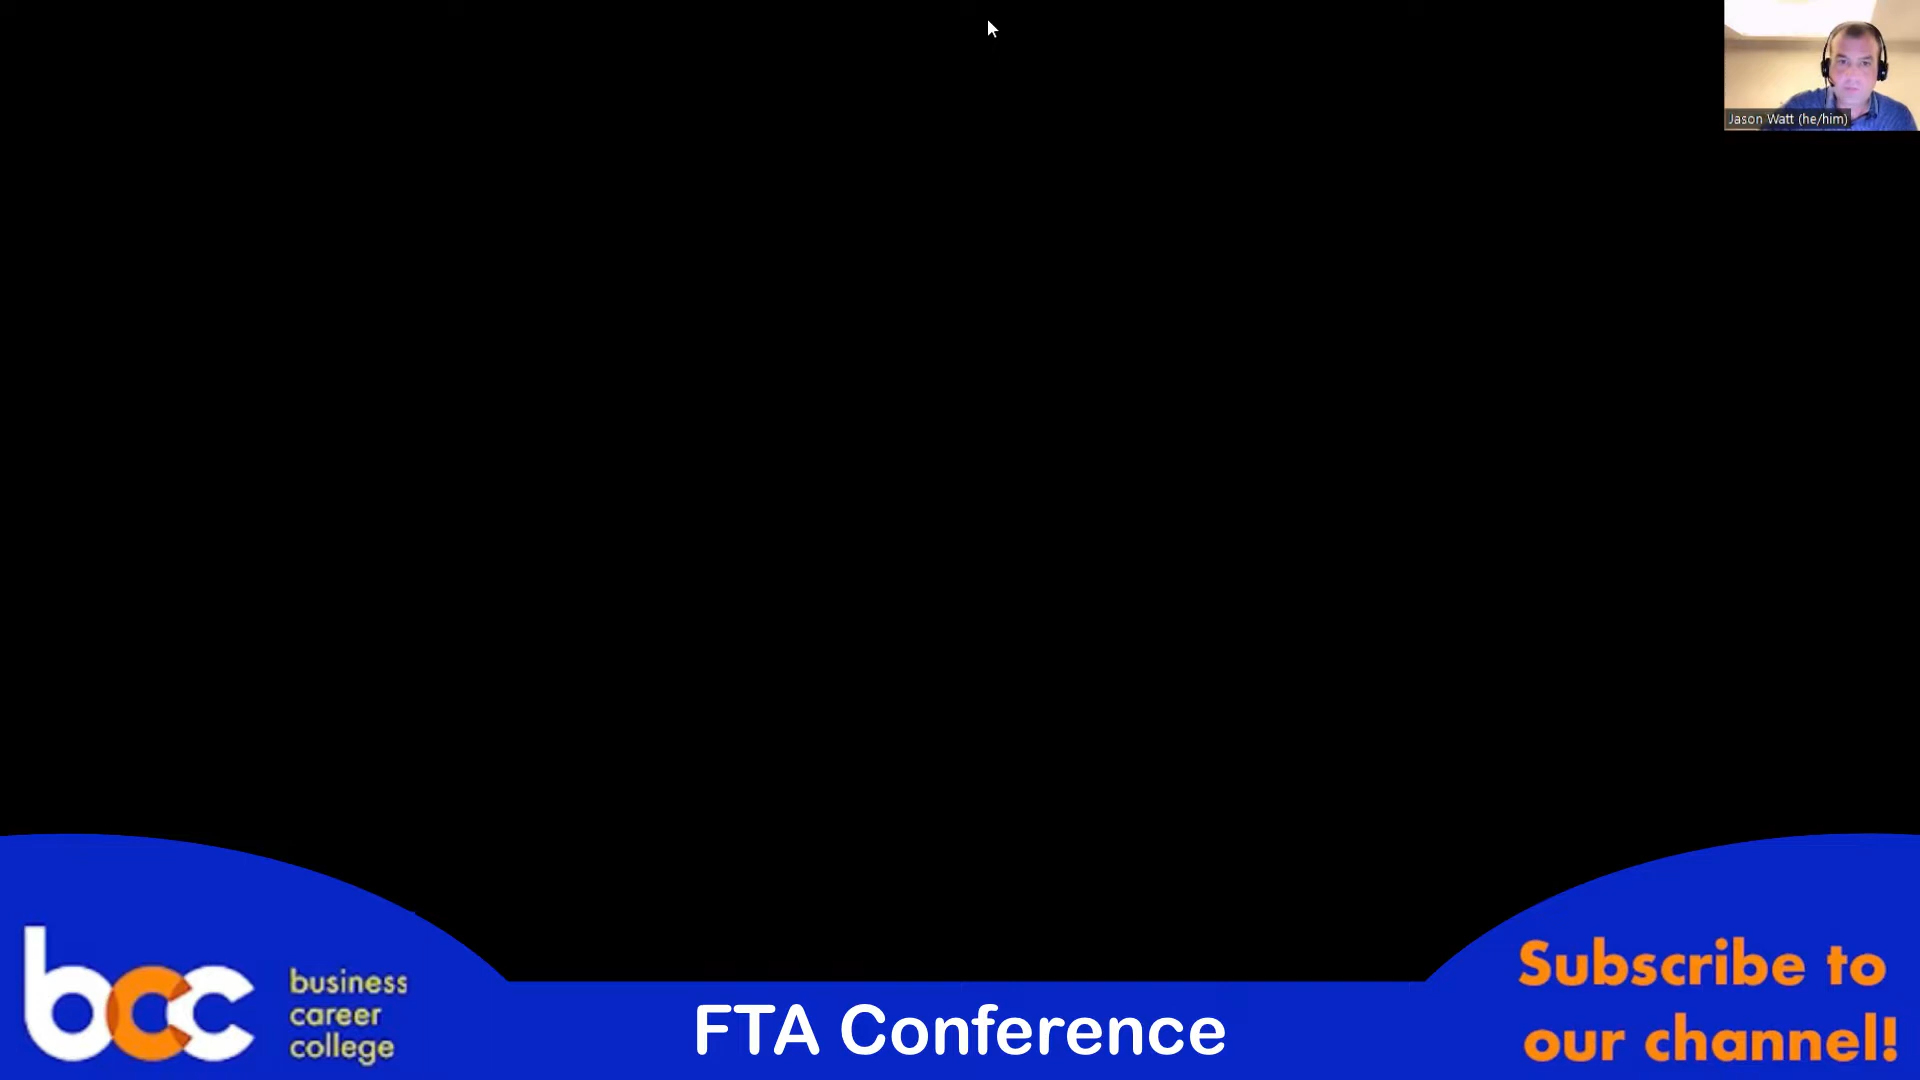 Jason Watt (he/him)
bcc
business
career
college
FTA Conference
Subscribe to
our channel!